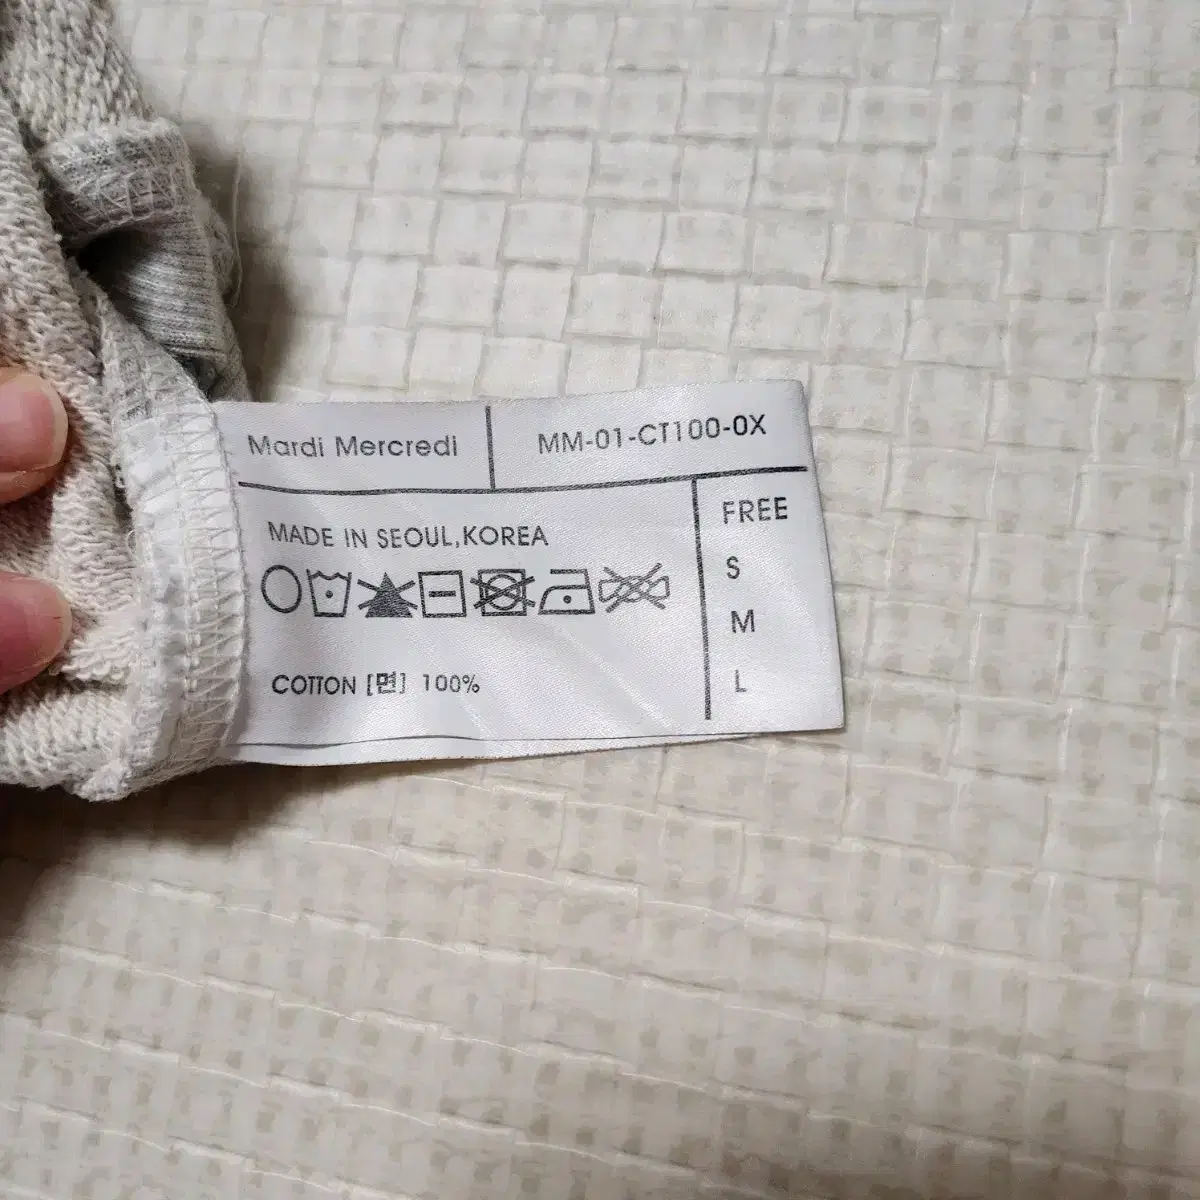 Mardi Mercredi
MM-01-CT100-0X
MADE IN SEOUL,KOREA
COTTON [면] 100%
FREE
S
M
L